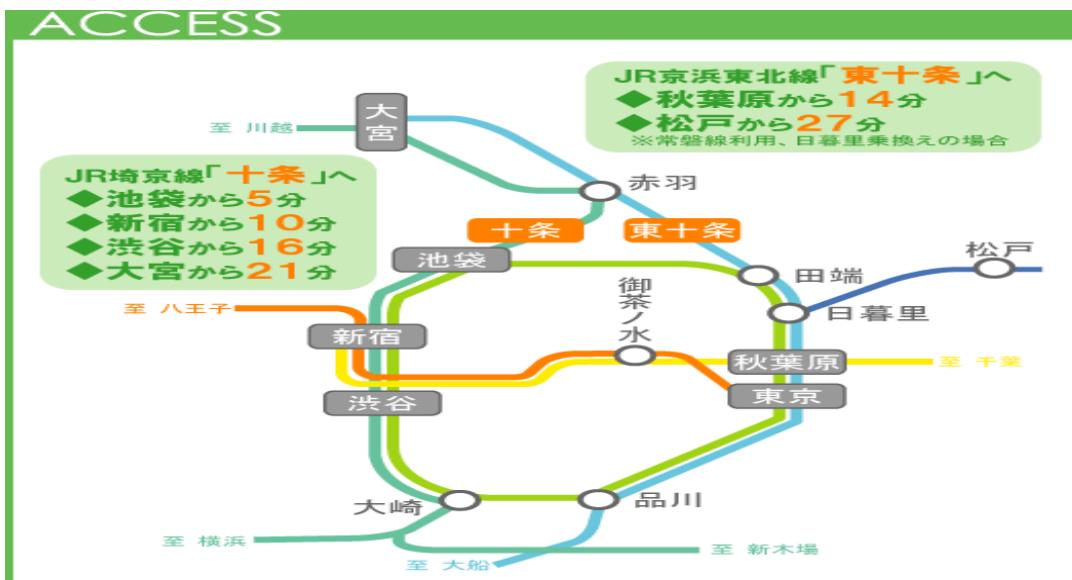 ACCESS
JR京浜東北線「東十条」へ
◆秋葉原から14分
◆松戸から27分
※常磐線利用、日暮里乗換えの場合
大宮
至 川越
JR埼京線「十条」へ
◆池袋から5分
◆新宿から10分
◆渋谷から16分
◆大宮から21分
赤羽
十条
東十条
池袋
田端
松戸
御茶ノ水
至 八王子
日暮里
新宿
秋葉原
至 千葉
渋谷
東京
大崎
品川
至 横浜
至 新木場
至 大船